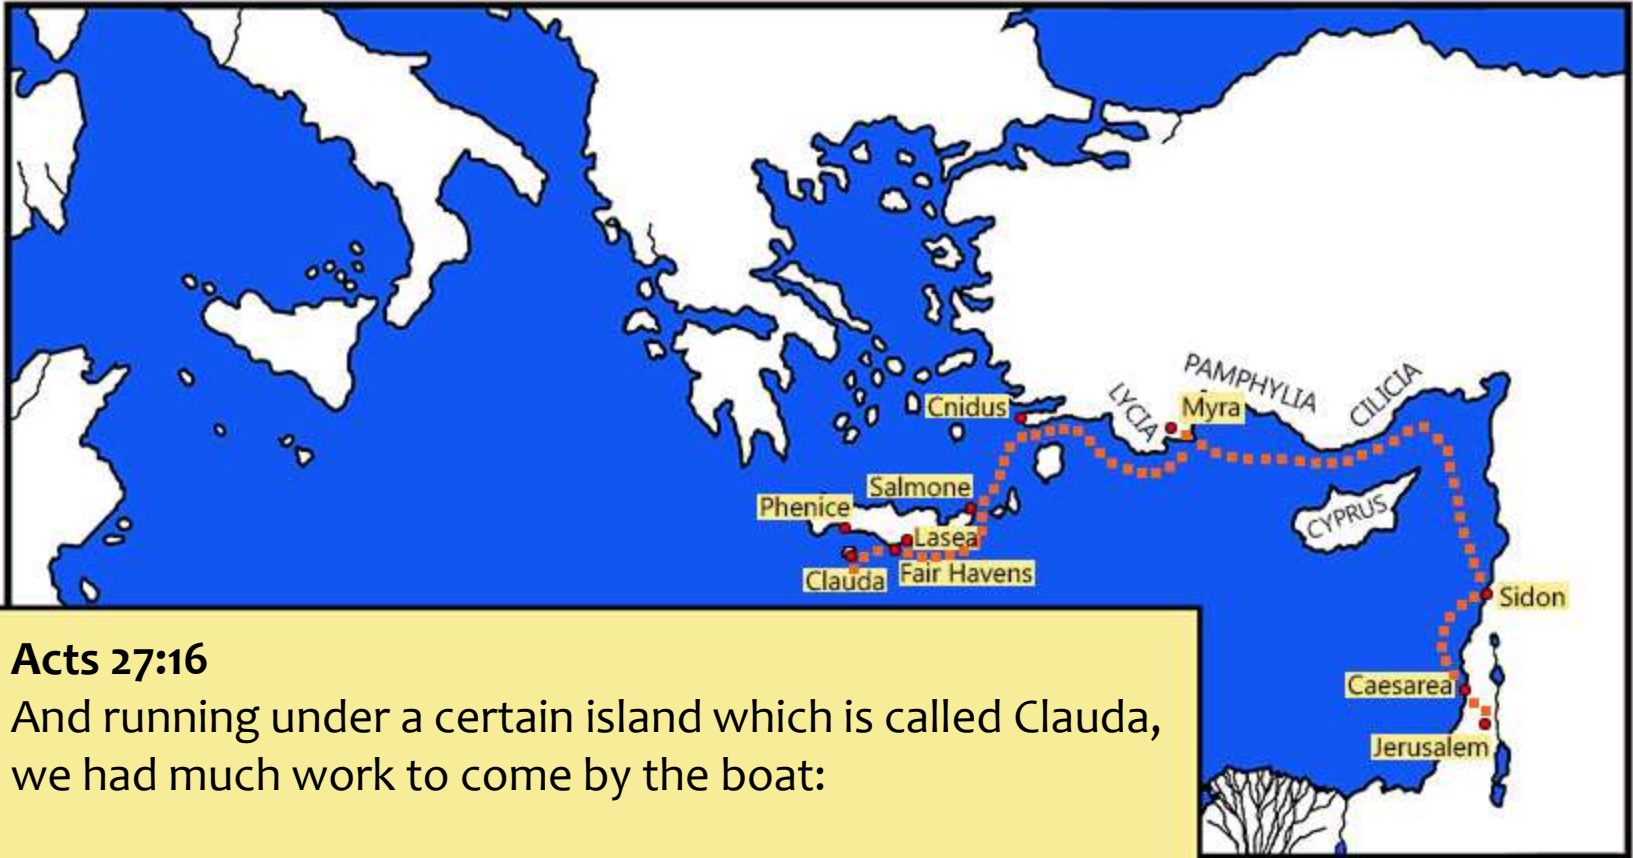 PAMPHYLIA
LYCIA
CILICIA
Cnidus
Myra
Salmone
Phenice
CYPRUS
Lasea
Clauda
Fair Havens
Sidon
Caesarea
Jerusalem
Acts 27:16
And running under a certain island which is called Clauda,
we had much work to come by the boat: